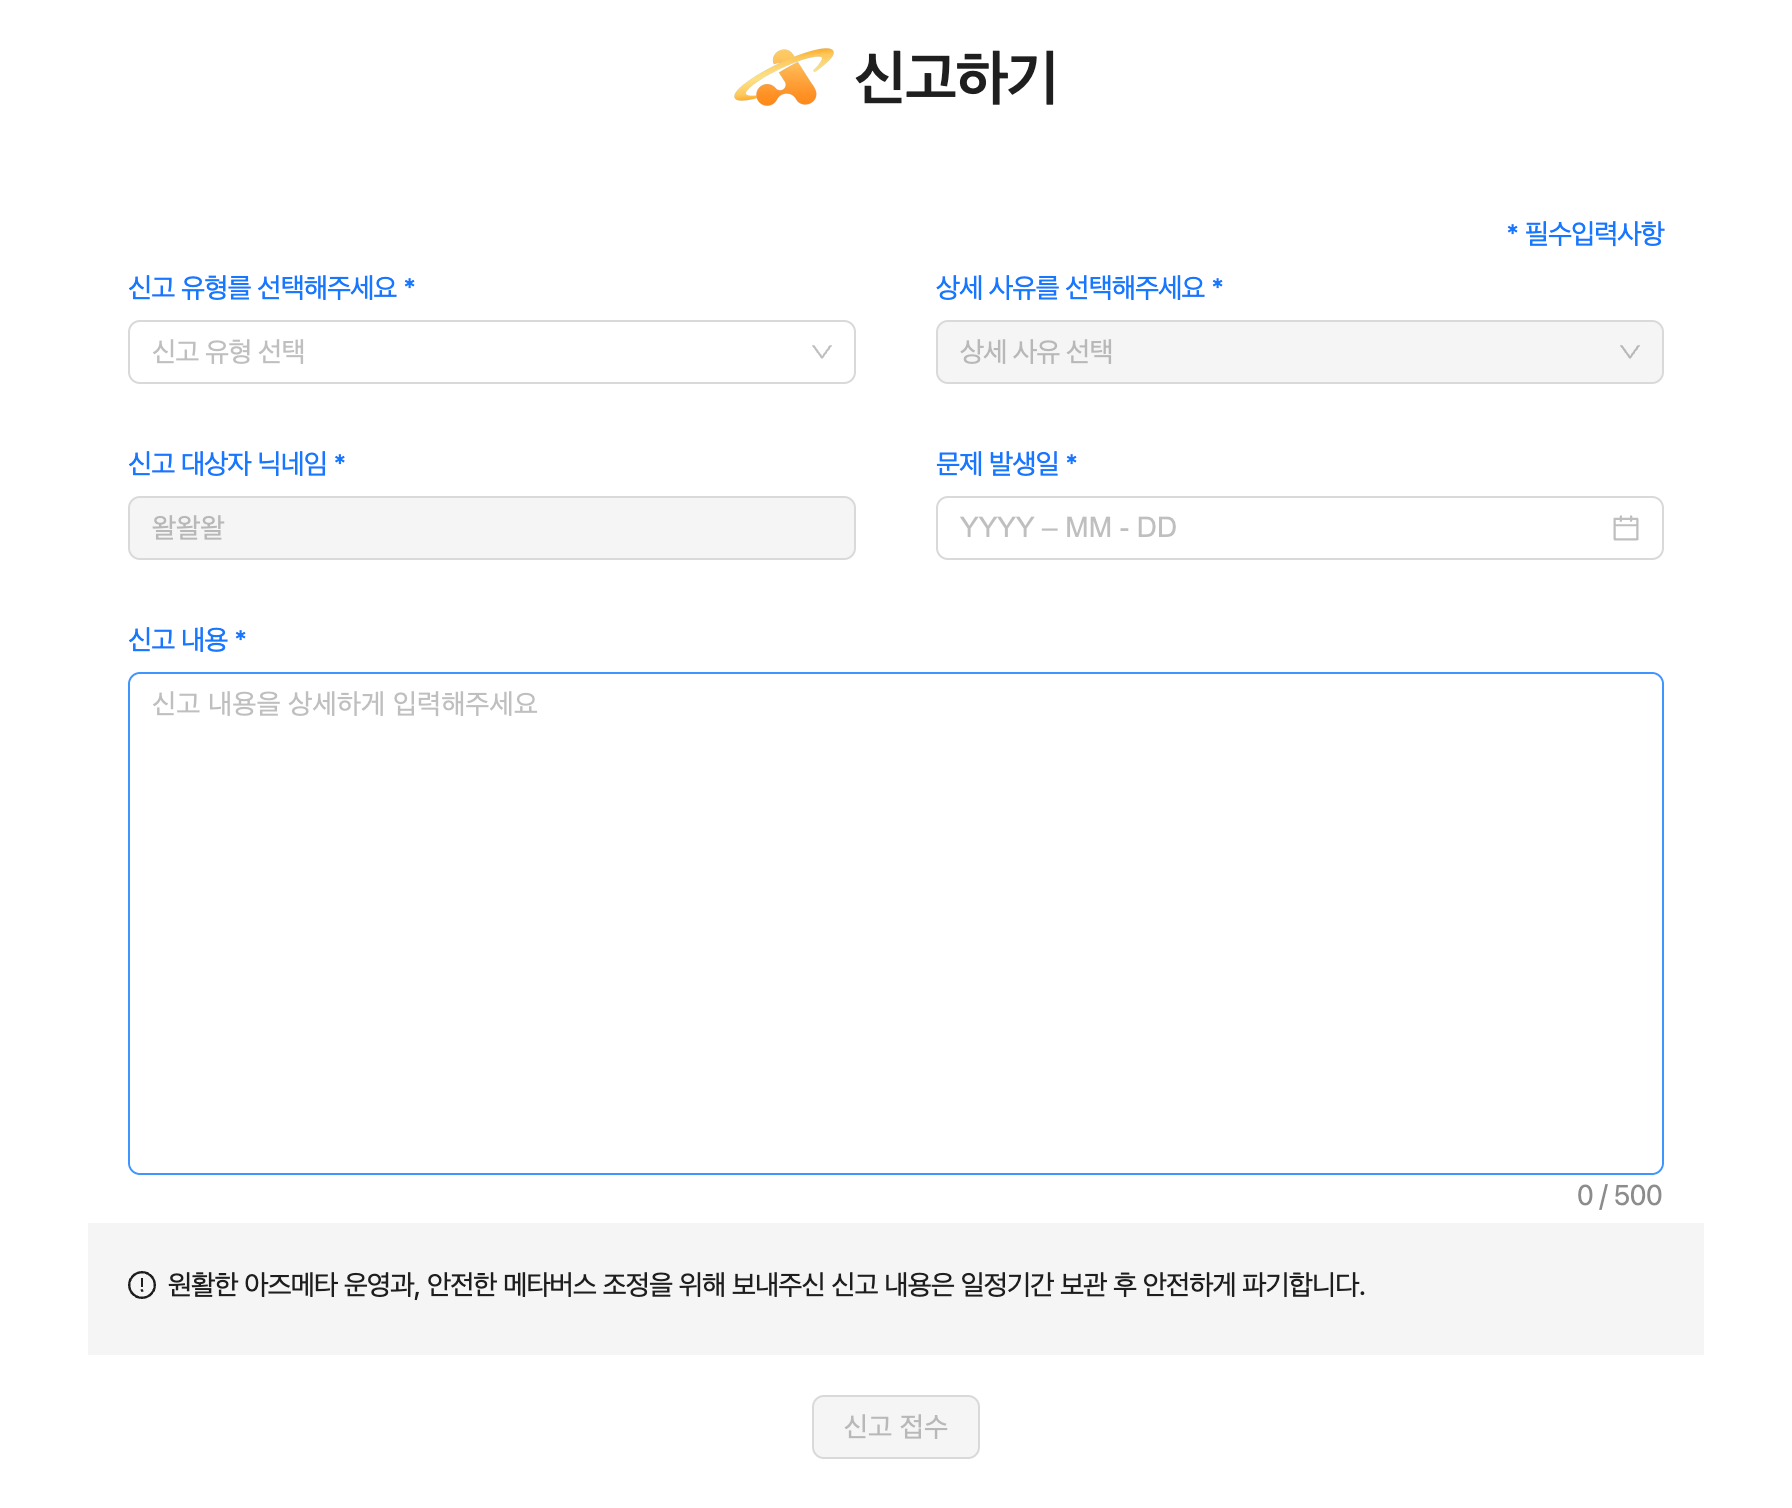 신고하기
* 필수입력사항
신고 유형를 선택해주세요 *
상세 사유를 선택해주세요 *
신고 유형 선택
상세 사유 선택
신고 대상자 닉네임 *
문제 발생일 *
왈왈왈
YYYY – MM - DD
신고 내용 *
신고 내용을 상세하게 입력해주세요
0 / 500
원활한 아즈메타 운영과, 안전한 메타버스 조정을 위해 보내주신 신고 내용은 일정기간 보관 후 안전하게 파기합니다.
신고 접수